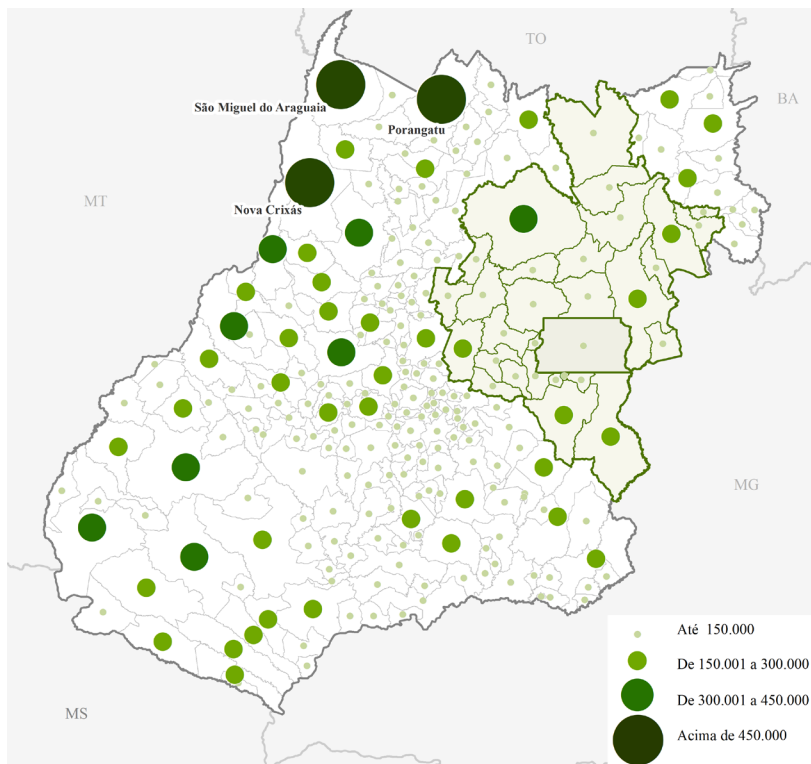 TO
BA
São Miguel do Araguaia
Porangatu
MT
Nova Crixás
MG
MS
Até 150.000
De 150.001 a 300.000
De 300.001 a 450.000
Acima de 450.000